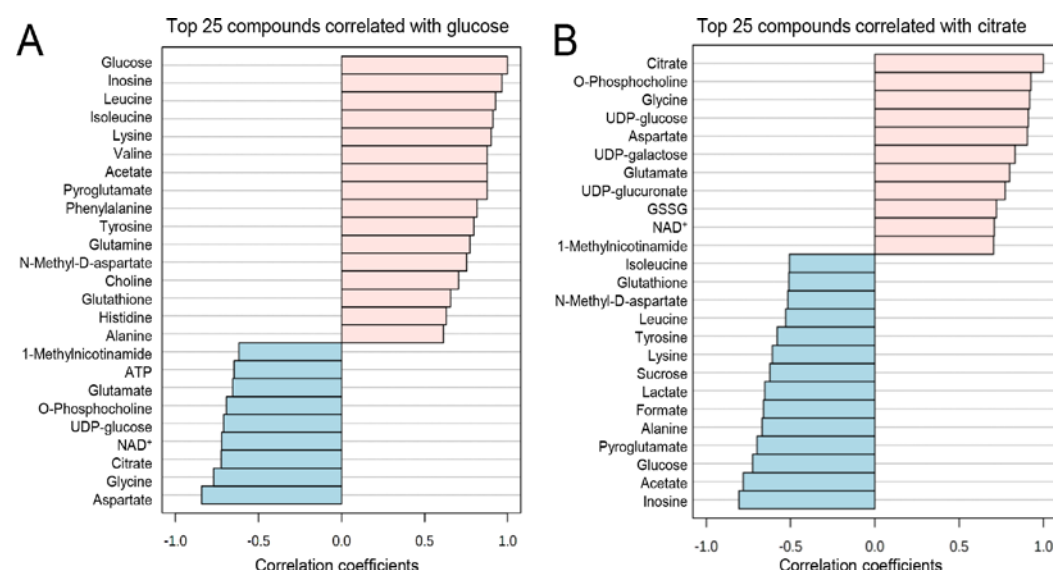 A
Top 25 compounds correlated with glucose
Glucose
Inosine
Leucine
Isoleucine
Lysine
Valine
Acetate
Pyroglutamate
Phenylalanine
Tyrosine
Glutamine
N-Methyl-D-aspartate
Choline
Glutathione
Histidine
Alanine
1-Methylnicotinamide
ATP
Glutamate
O-Phosphocholine
UDP-glucose
NAD⁺
Citrate
Glycine
Aspartate
-1.0 -0.5 0.0 0.5 1.0
Correlation coefficients
B
Top 25 compounds correlated with citrate
Citrate
O-Phosphocholine
Glycine
UDP-glucose
Aspartate
UDP-galactose
Glutamate
UDP-glucuronate
GSSG
NAD⁺
1-Methylnicotinamide
Isoleucine
Glutathione
N-Methyl-D-aspartate
Leucine
Tyrosine
Lysine
Sucrose
Lactate
Formate
Alanine
Pyroglutamate
Glucose
Acetate
Inosine
-1.0 -0.5 0.0 0.5 1.0
Correlation coefficients